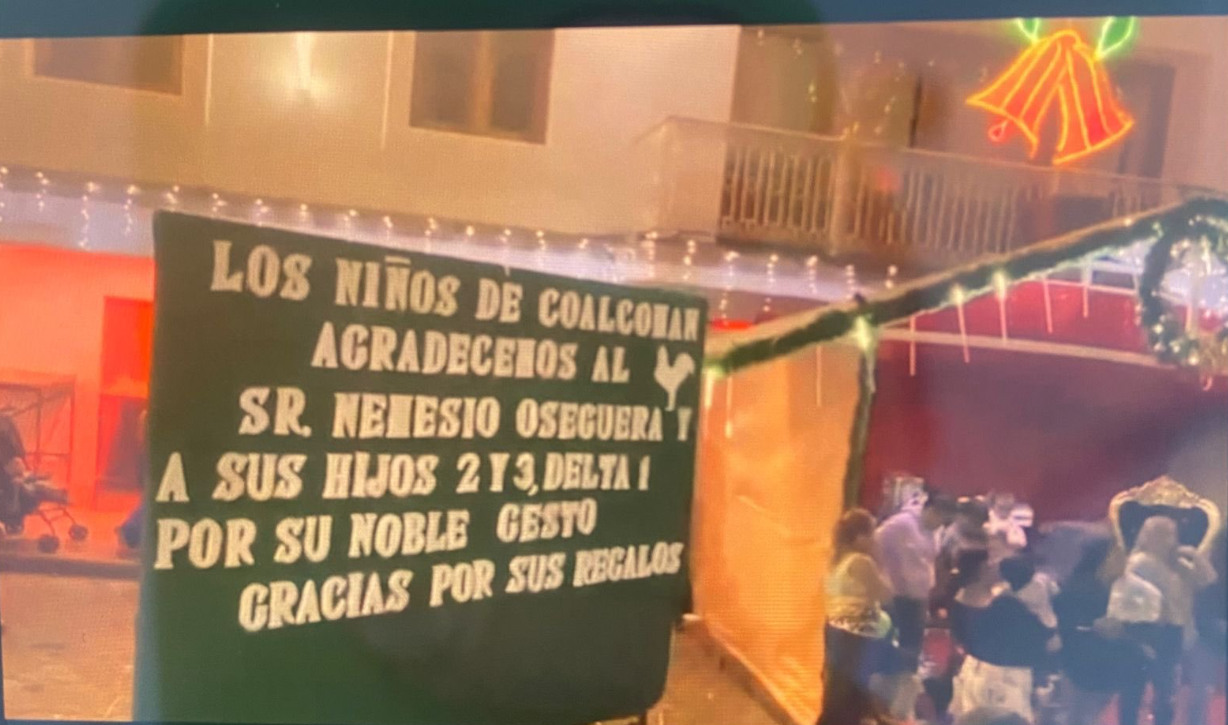 LOS NIÑOS DE COALCOMAN
AGRADECEMOS AL
SR. NEMESIO OSEGUERA Y
A SUS HIJOS 2 Y 3, DELTA 1
POR SU NOBLE GESTO
GRACIAS POR SUS REGALOS